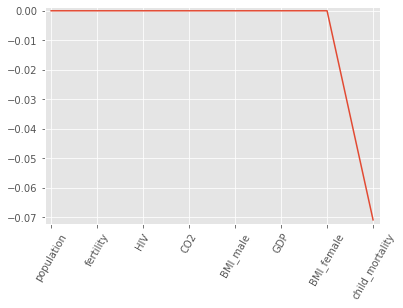 0.00
−0.01
−0.02
−0.03
−0.04
−0.05
−0.06
−0.07
population
fertility
HIV
CO2
BMI_male
GDP
BMI_female
child_mortality